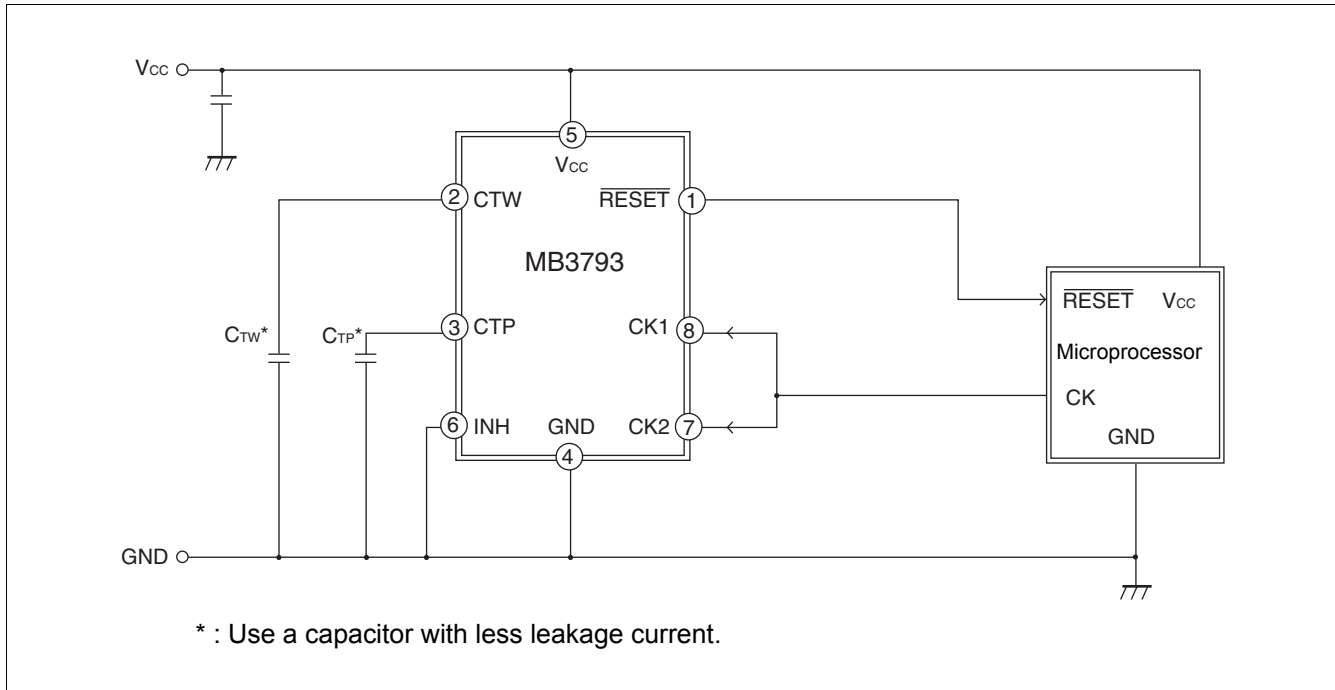 Vcc
5
Vcc
2 CTW
RESET 1
MB3793
RESET Vcc
CTW*
CTP*
3 CTP
CK1 8
Microprocessor
CK
6 INH
GND
CK2 7
GND
4
GND
* : Use a capacitor with less leakage current.